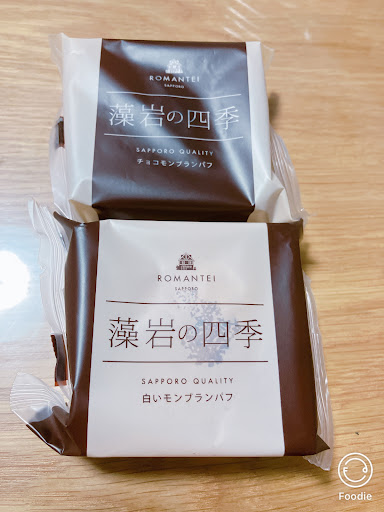 ROMANTEI
SAPPORO
藻岩の四季
SAPPORO QUALITY
チョコモンブランパフ
ROMANTEI
SAPPORO
藻岩の四季
SAPPORO QUALITY
白いモンブランパフ
Foodie